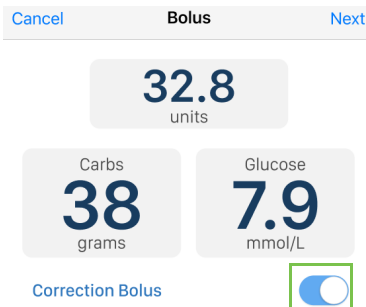 Cancel Bolus Next
32.8
units
Carbs Glucose
38 7.9
grams mmol/L
Correction Bolus